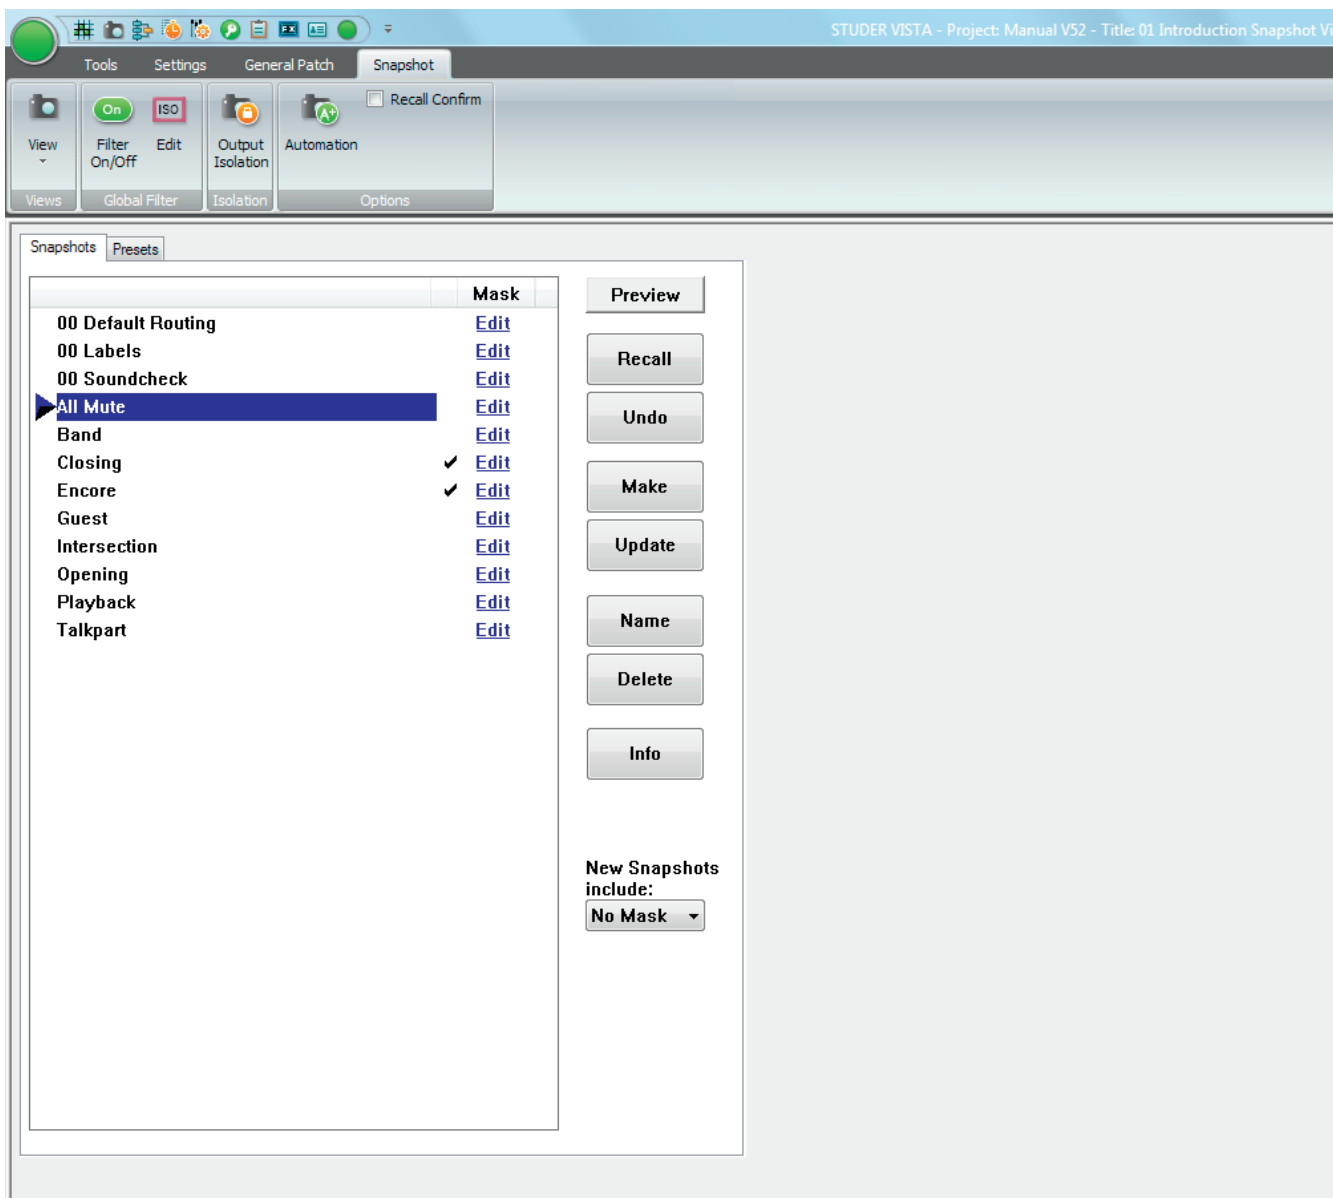 STUDER VISTA - Project: Manual V52 - Title: 01 Introduction Snapshot Vi
Tools Settings General Patch Snapshot
On ISO A+ Recall Confirm
View Filter On/Off Edit Output Isolation Automation
Views Global Filter Isolation Options
Snapshots Presets
Mask
00 Default Routing Edit
00 Labels Edit
00 Soundcheck Edit
All Mute Edit
Band Edit
Closing ✔ Edit
Encore ✔ Edit
Guest Edit
Intersection Edit
Opening Edit
Playback Edit
Talkpart Edit
Preview
Recall
Undo
Make
Update
Name
Delete
Info
New Snapshots
include:
No Mask